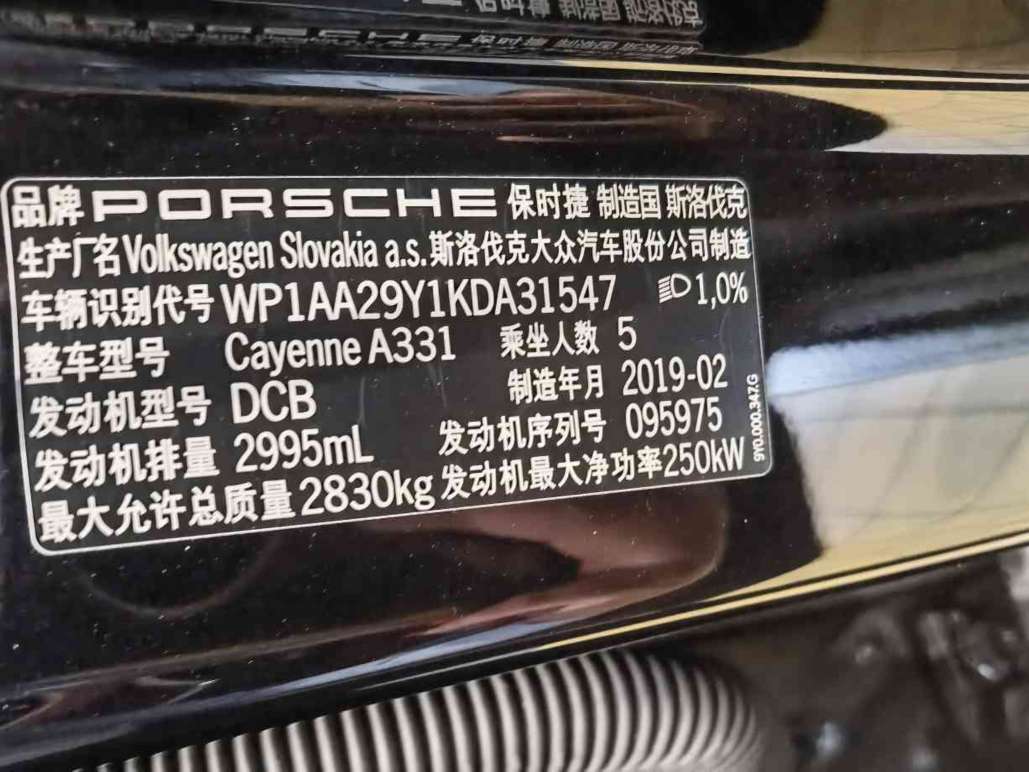 品牌 PORSCHE 保时捷 制造国 斯洛伐克
生产厂名 Volkswagen Slovakia a.s. 斯洛伐克大众汽车股份公司制造
车辆识别代号 WP1AA29Y1KDA31547 1,0%
整车型号 Cayenne A331 乘坐人数 5
发动机型号 DCB 制造年月 2019-02
发动机排量 2995mL 发动机序列号 095975
最大允许总质量 2830kg 发动机最大净功率 250kW
9Y0.000.347.G